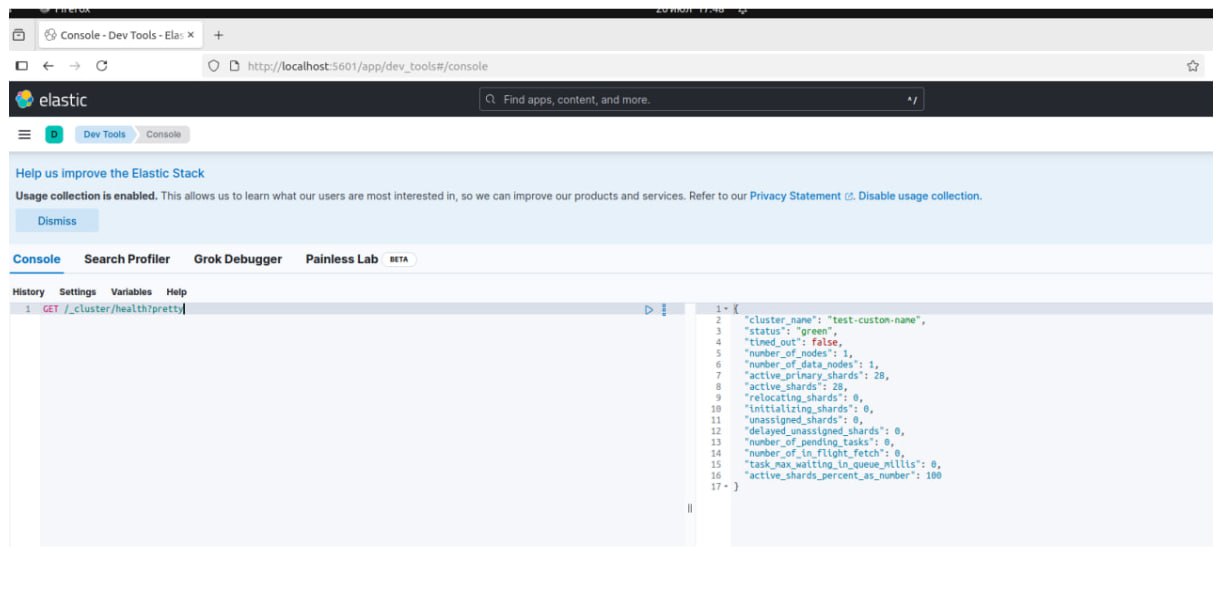 Firefox
20 июл 17:48
Console - Dev Tools - Elas ×
+
http://localhost:5601/app/dev_tools#/console
elastic
Find apps, content, and more.
^/
D
Dev Tools
Console
Help us improve the Elastic Stack
Usage collection is enabled. This allows us to learn what our users are most interested in, so we can improve our products and services. Refer to our Privacy Statement. Disable usage collection.
Dismiss
Console Search Profiler Grok Debugger Painless Lab BETA
History Settings Variables Help
1 GET /_cluster/health?pretty
1 {
2 "cluster_name": "test-custom-name",
3 "status": "green",
4 "timed_out": false,
5 "number_of_nodes": 1,
6 "number_of_data_nodes": 1,
7 "active_primary_shards": 28,
8 "active_shards": 28,
9 "relocating_shards": 0,
10 "initializing_shards": 0,
11 "unassigned_shards": 0,
12 "delayed_unassigned_shards": 0,
13 "number_of_pending_tasks": 0,
14 "number_of_in_flight_fetch": 0,
15 "task_max_waiting_in_queue_millis": 0,
16 "active_shards_percent_as_number": 100
17 }